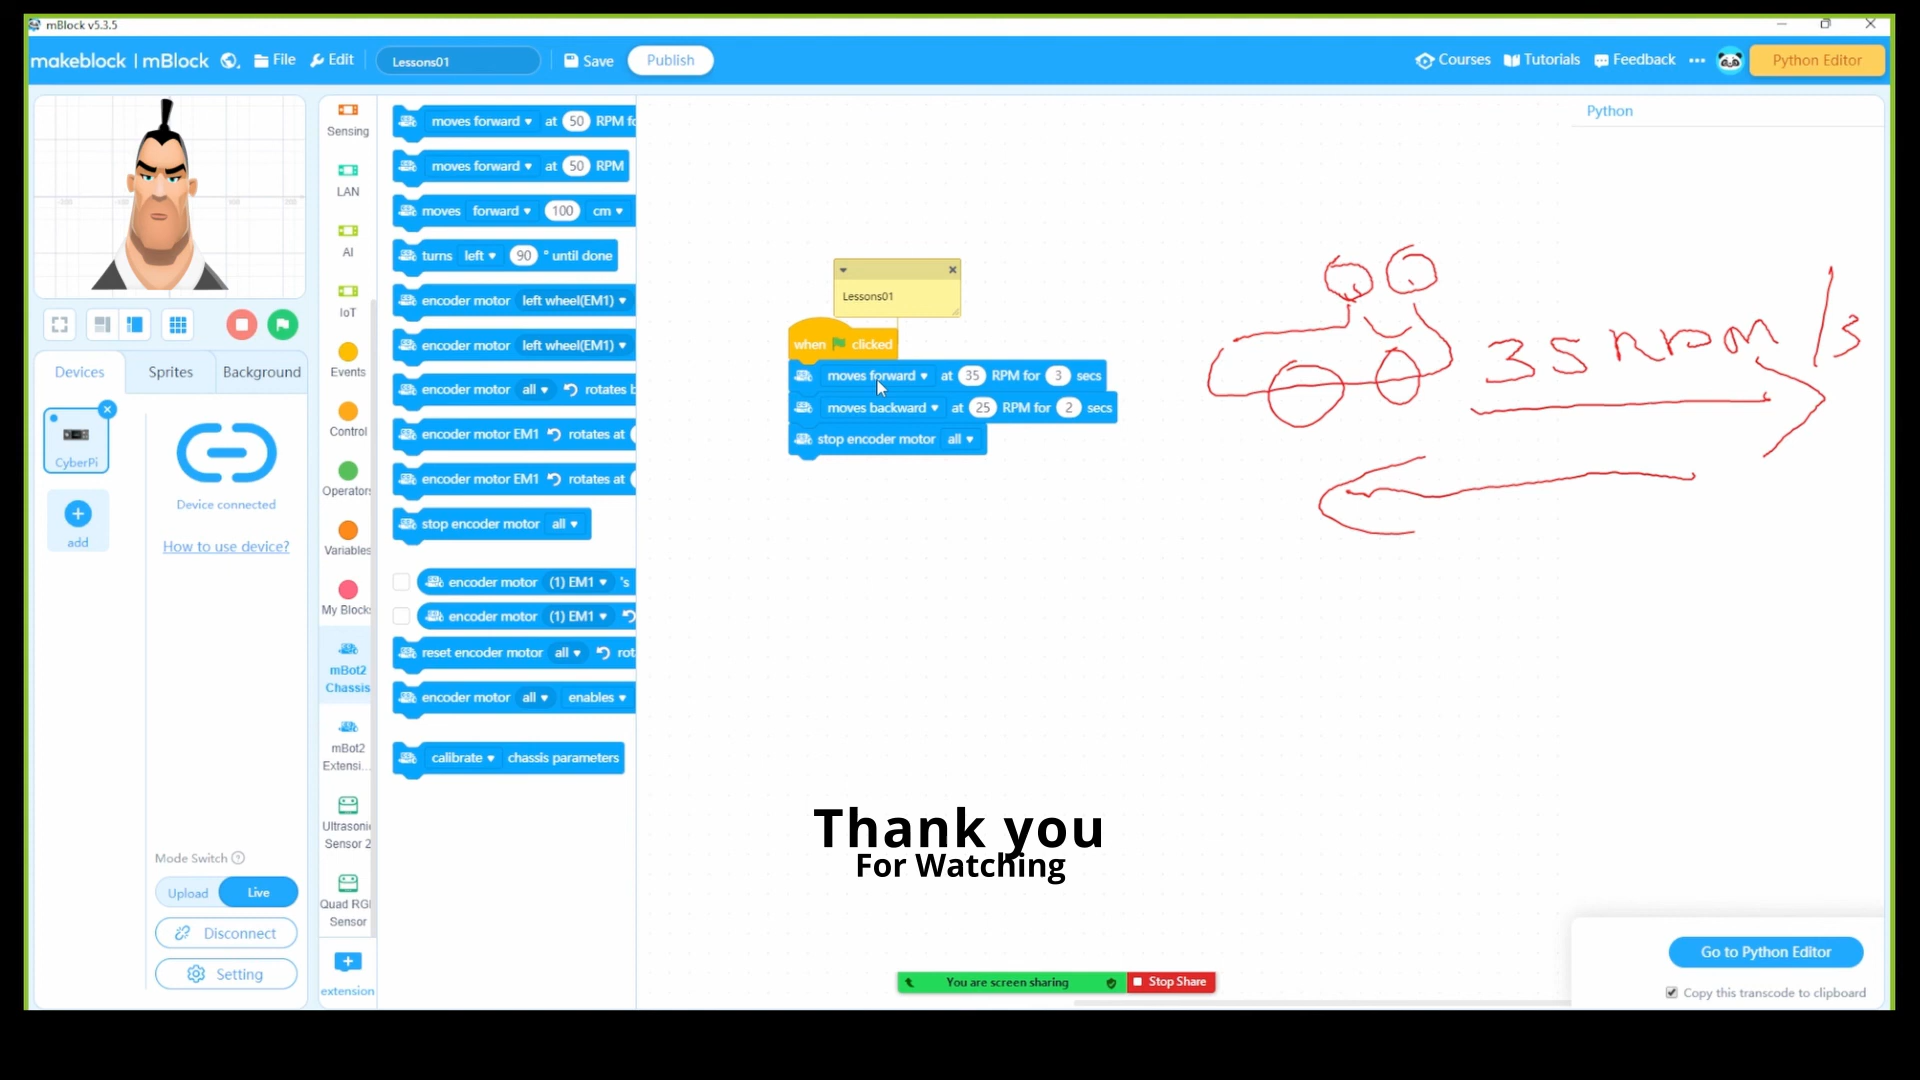 mBlock v5.3.5
makeblock | mBlock
File
Edit
Lessons01
Save
Publish
Courses
Tutorials
Feedback
Python Editor
Devices
Sprites
Background
CyberPi
add
Device connected
How to use device?
Mode Switch
Upload
Live
Disconnect
Setting
Sensing
LAN
AI
IoT
Events
Control
Operators
Variables
My Blocks
mBot2
Chassis
mBot2
Extensi...
Ultrasonic
Sensor 2
Quad RGB
Sensor
extension
moves forward at 50 RPM fo
moves forward at 50 RPM
moves forward 100 cm
turns left 90 ° until done
encoder motor left wheel(EM1)
encoder motor left wheel(EM1)
encoder motor all rotates b
encoder motor EM1 rotates at
encoder motor EM1 rotates at
stop encoder motor all
encoder motor (1) EM1 's
encoder motor (1) EM1
reset encoder motor all rot
encoder motor all enables
calibrate chassis parameters
Lessons01
when clicked
moves forward at 35 RPM for 3 secs
moves backward at 25 RPM for 2 secs
stop encoder motor all
Python
Thank you
For Watching
You are screen sharing
Stop Share
Go to Python Editor
Copy this transcode to clipboard